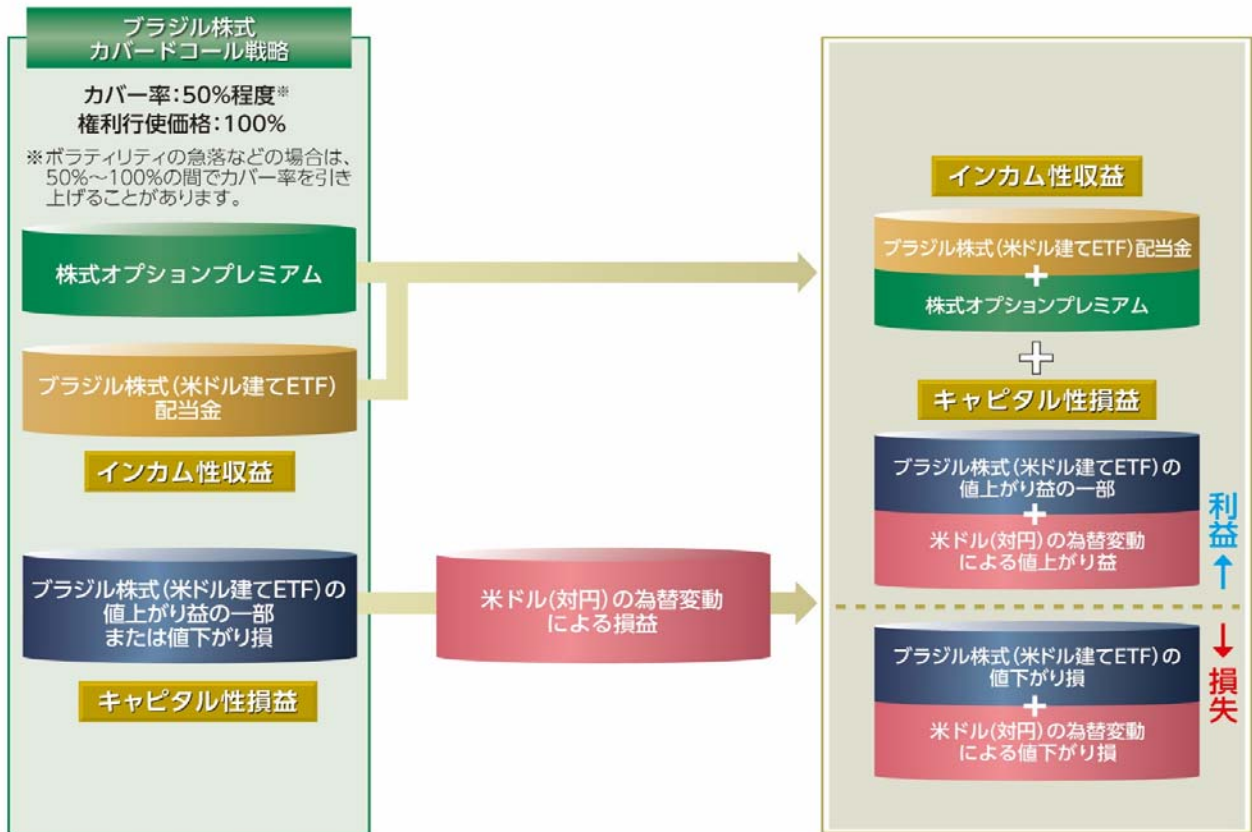 ブラジル株式
カバードコール戦略
カバー率:50%程度※
権利行使価格:100%
※ボラティリティの急落などの場合は、
50%~100%の間でカバー率を引き
上げることがあります。
株式オプションプレミアム
ブラジル株式(米ドル建てETF)
配当金
インカム性収益
ブラジル株式(米ドル建てETF)の
値上がり益の一部
または値下がり損
キャピタル性損益
米ドル(対円)の為替変動
による損益
インカム性収益
ブラジル株式(米ドル建てETF)配当金
+
株式オプションプレミアム
+
キャピタル性損益
ブラジル株式(米ドル建てETF)の
値上がり益の一部
+
米ドル(対円)の為替変動
による値上がり益
利益↑
ブラジル株式(米ドル建てETF)の
値下がり損
+
米ドル(対円)の為替変動
による値下がり損
↓損失